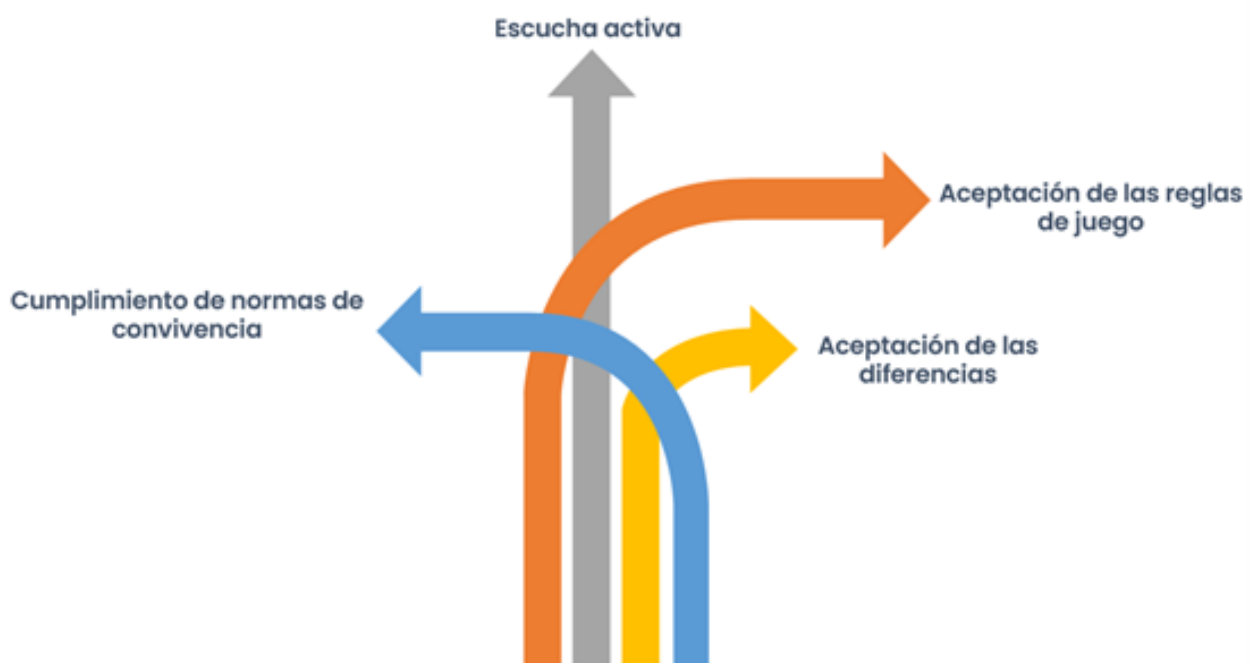 Escucha activa
Aceptación de las reglas
de juego
Cumplimiento de normas de
convivencia
Aceptación de las
diferencias